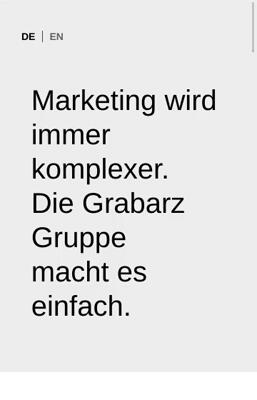 DE | EN
Marketing wird
immer
komplexer.
Die Grabarz
Gruppe
macht es
einfach.